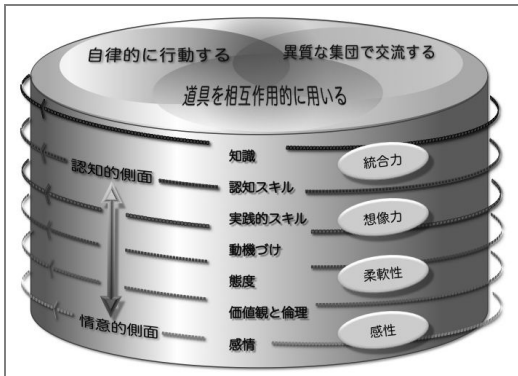 自律的に行動する
異質な集団で交流する
道具を相互作用的に用いる
知識
統合力
認知的側面
認知スキル
実践的スキル
想像力
動機づけ
態度
柔軟性
価値観と倫理
情意的側面
感情
感性